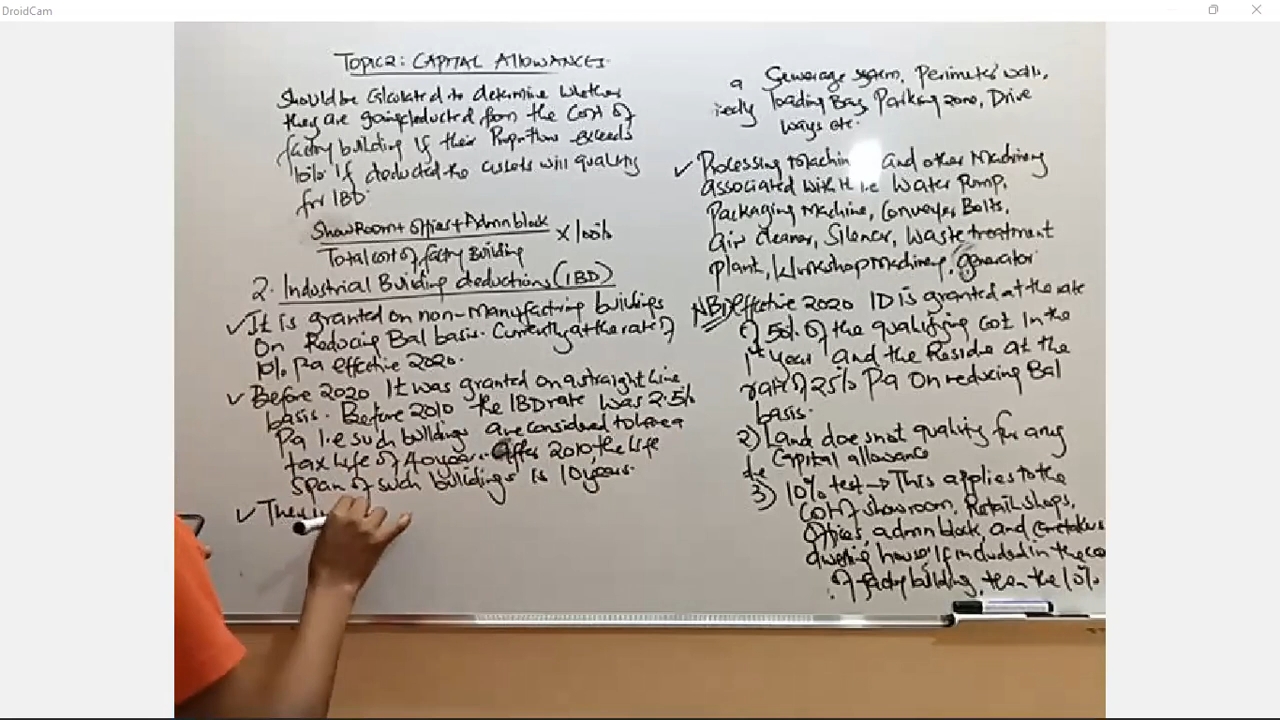 DroidCam
TOPIC 2: CAPITAL ALLOWANCES.
Should be calculated to determine whether
they are going deducted from the cost of
factory building If their Proportions exceeds
10% If deducted the assets will qualify
for IBD.
ShowRoom + offices + Admn block
Total cost of factory Building
X 100%
2. Industrial Building deductions (IBD)
✓ It is granted on non-Manufacturing buildings
On Reducing Bal basis. Currently at the rate of
10% Pa effective 2020.
✓ Before 2020 It was granted on a straight line
basis. Before 2010 the IBD rate was 2.5%
Pa i.e such buildings are considered to have a
tax life of 40 years. After 2010 the life
span of such buildings is 10 years.
✓ The
Sewerage system, Perimeter walls,
loading Bay, Parking zone, Drive
ways etc.
✓ Processing Machin and other Machinery
associated with it i.e Water Pump,
Packaging Machine, Conveyer Belts,
Air cleaner, Silencer, Waste treatment
Plant, Workshop Machinery, generator
NB 1) Effective 2020 ID is granted at the rate
of 50% of the qualifying Cost In the
1st year and the Residue at the
rate of 25% Pa On reducing Bal
basis.
2) Land does not qualify for any
Capital allowance
3) 10% test → This applies to the
Cost of showroom, Retail shops,
offices, admn block, and
dwelling house, If included in the
of factory building, then the 10%